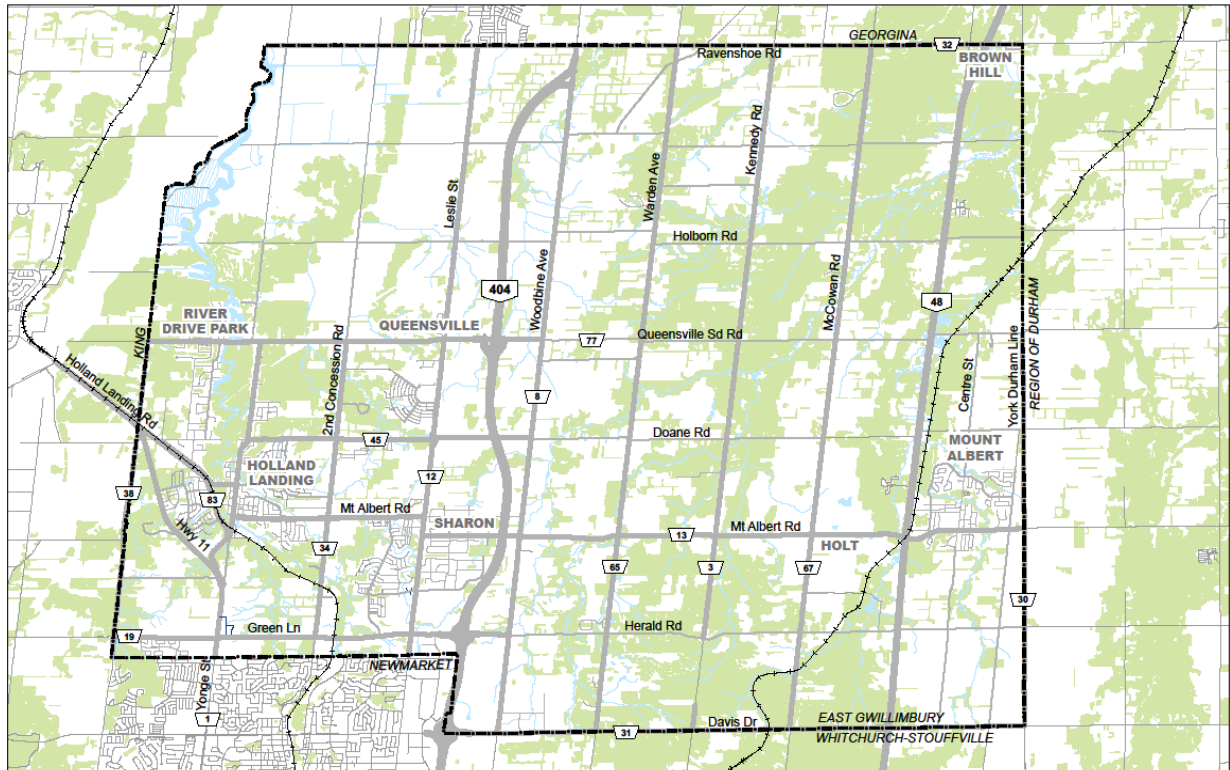 GEORGINA
32
Ravenshoe Rd
BROWN
HILL
Leslie St
Warden Ave
Kennedy Rd
Holborn Rd
404
Woodbine Ave
McCowan Rd
48
RIVER
DRIVE PARK
KING
QUEENSVILLE
77
Queensville Sd Rd
York Durham Line
REGION OF DURHAM
Holland Landing Rd
2nd Concession Rd
8
Centre St
45
Doane Rd
MOUNT
ALBERT
HOLLAND
LANDING
12
38
83
Mt Albert Rd
SHARON
13
Mt Albert Rd
HOLT
Hwy 11
34
65
3
67
30
19
Green Ln
Herald Rd
NEWMARKET
Yonge St
1
Davis Dr
31
EAST GWILLIMBURY
WHITCHURCH-STOUFFVILLE